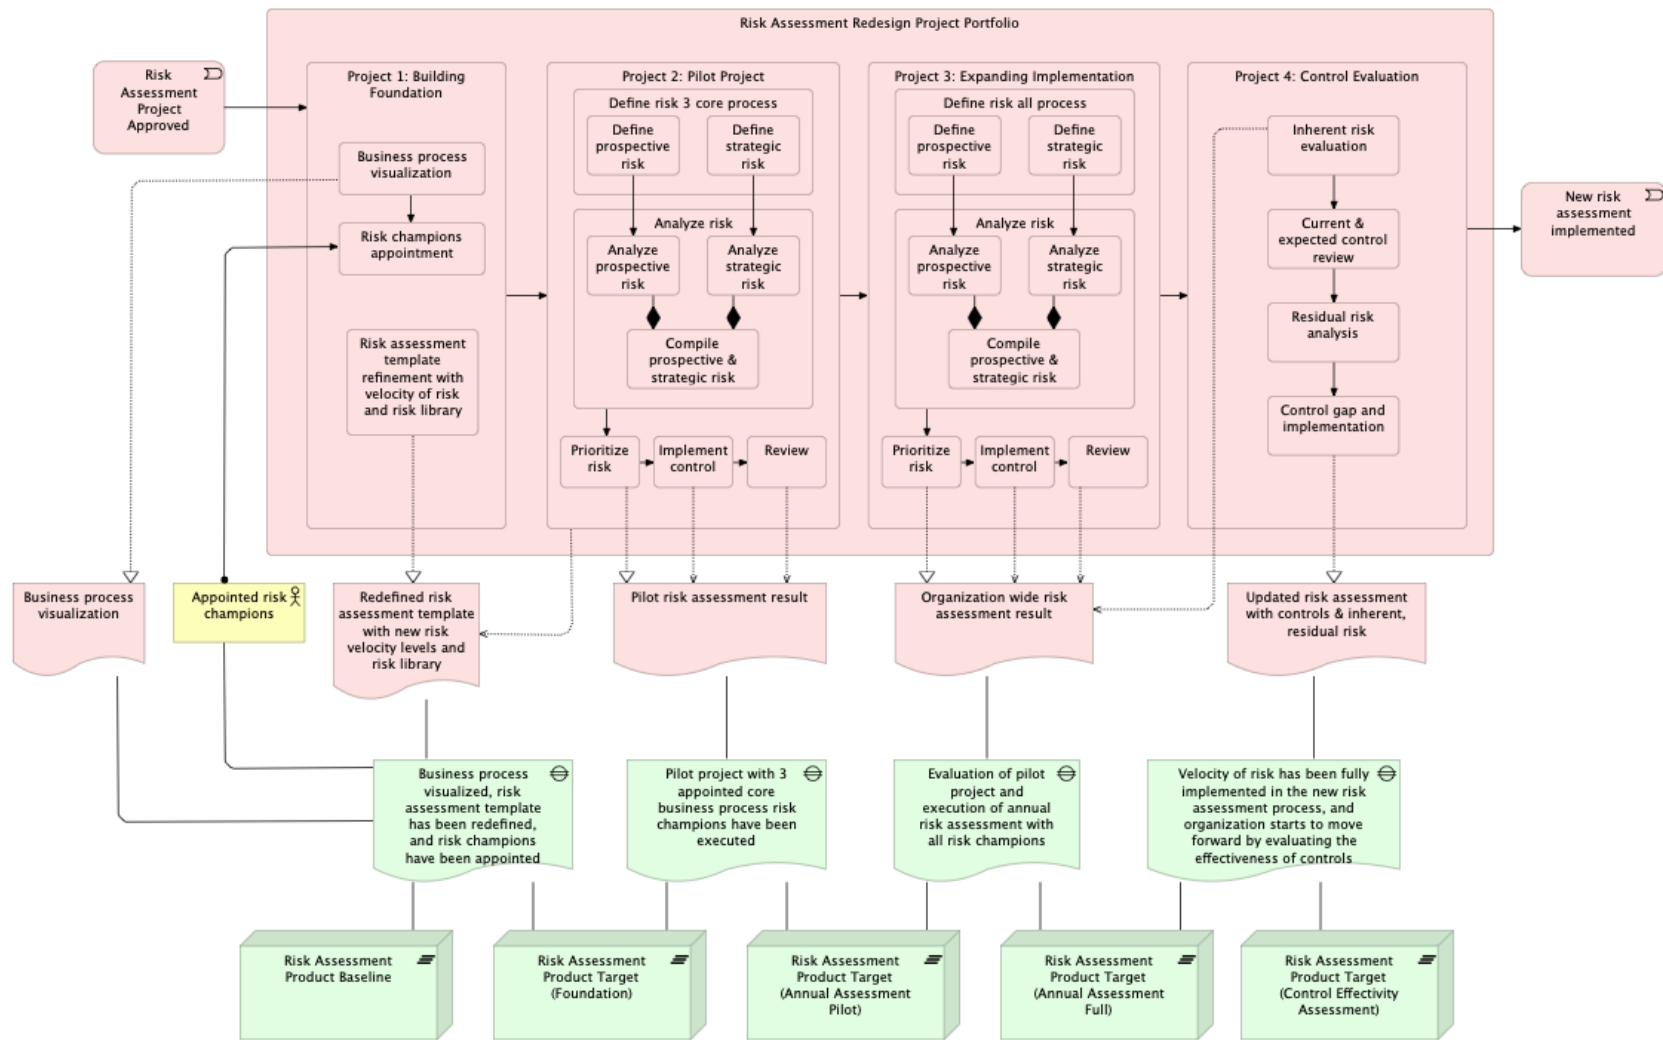 Risk Assessment Redesign Project Portfolio
Risk
Assessment
Project
Approved
Project 1: Building
Foundation
Business process
visualization
Risk champions
appointment
Risk assessment
template
refinement with
velocity of risk
and risk library
Project 2: Pilot Project
Define risk 3 core process
Define
prospective
risk
Define
strategic
risk
Analyze risk
Analyze
prospective
risk
Analyze
strategic
risk
Compile
prospective &
strategic risk
Prioritize
risk
Implement
control
Review
Project 3: Expanding Implementation
Define risk all process
Define
prospective
risk
Define
strategic
risk
Analyze risk
Analyze
prospective
risk
Analyze
strategic
risk
Compile
prospective &
strategic risk
Prioritize
risk
Implement
control
Review
Project 4: Control Evaluation
Inherent risk
evaluation
Current &
expected control
review
Residual risk
analysis
Control gap and
implementation
New risk
assessment
implemented
Business process
visualization
Appointed risk
champions
Redefined risk
assessment template
with new risk
velocity levels and
risk library
Pilot risk assessment result
Organization wide risk
assessment result
Updated risk assessment
with controls & inherent,
residual risk
Business process
visualized, risk
assessment template
has been redefined,
and risk champions
have been appointed
Pilot project with 3
appointed core
business process risk
champions have been
executed
Evaluation of pilot
project and
execution of annual
risk assessment with
all risk champions
Velocity of risk has been fully
implemented in the new risk
assessment process, and
organization starts to move
forward by evaluating the
effectiveness of controls
Risk Assessment
Product Baseline
Risk Assessment
Product Target
(Foundation)
Risk Assessment
Product Target
(Annual Assessment
Pilot)
Risk Assessment
Product Target
(Annual Assessment
Full)
Risk Assessment
Product Target
(Control Effectivity
Assessment)